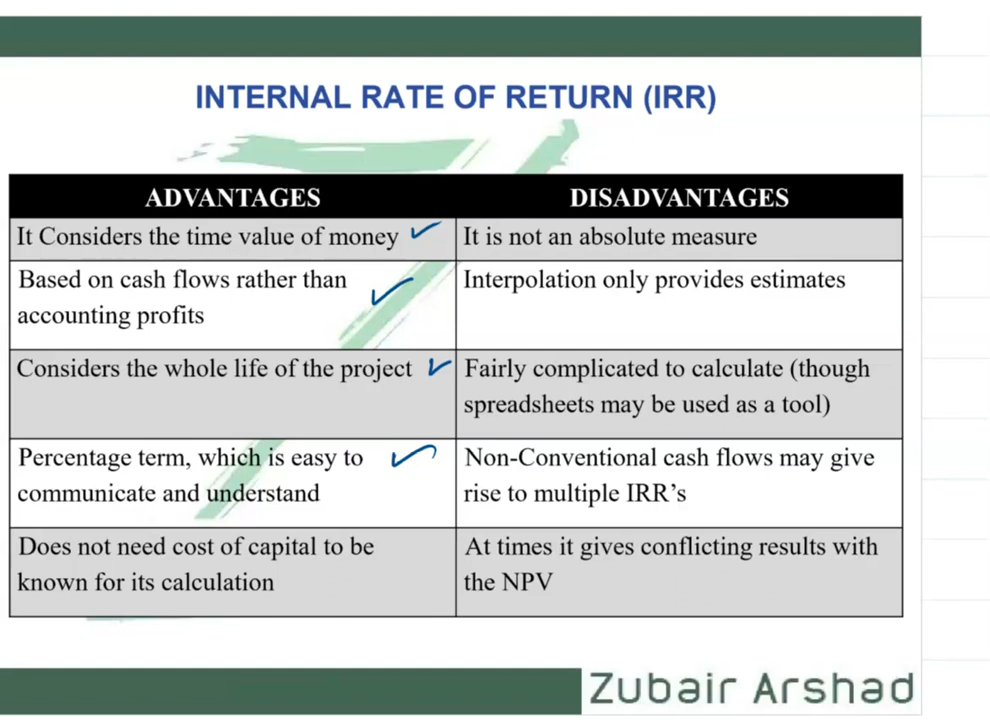 INTERNAL RATE OF RETURN (IRR)
ADVANTAGES
DISADVANTAGES
It Considers the time value of money
It is not an absolute measure
Based on cash flows rather than
accounting profits
Interpolation only provides estimates
Considers the whole life of the project
Fairly complicated to calculate (though
spreadsheets may be used as a tool)
Percentage term, which is easy to
communicate and understand
Non-Conventional cash flows may give
rise to multiple IRR’s
Does not need cost of capital to be
known for its calculation
At times it gives conflicting results with
the NPV
Zubair Arshad